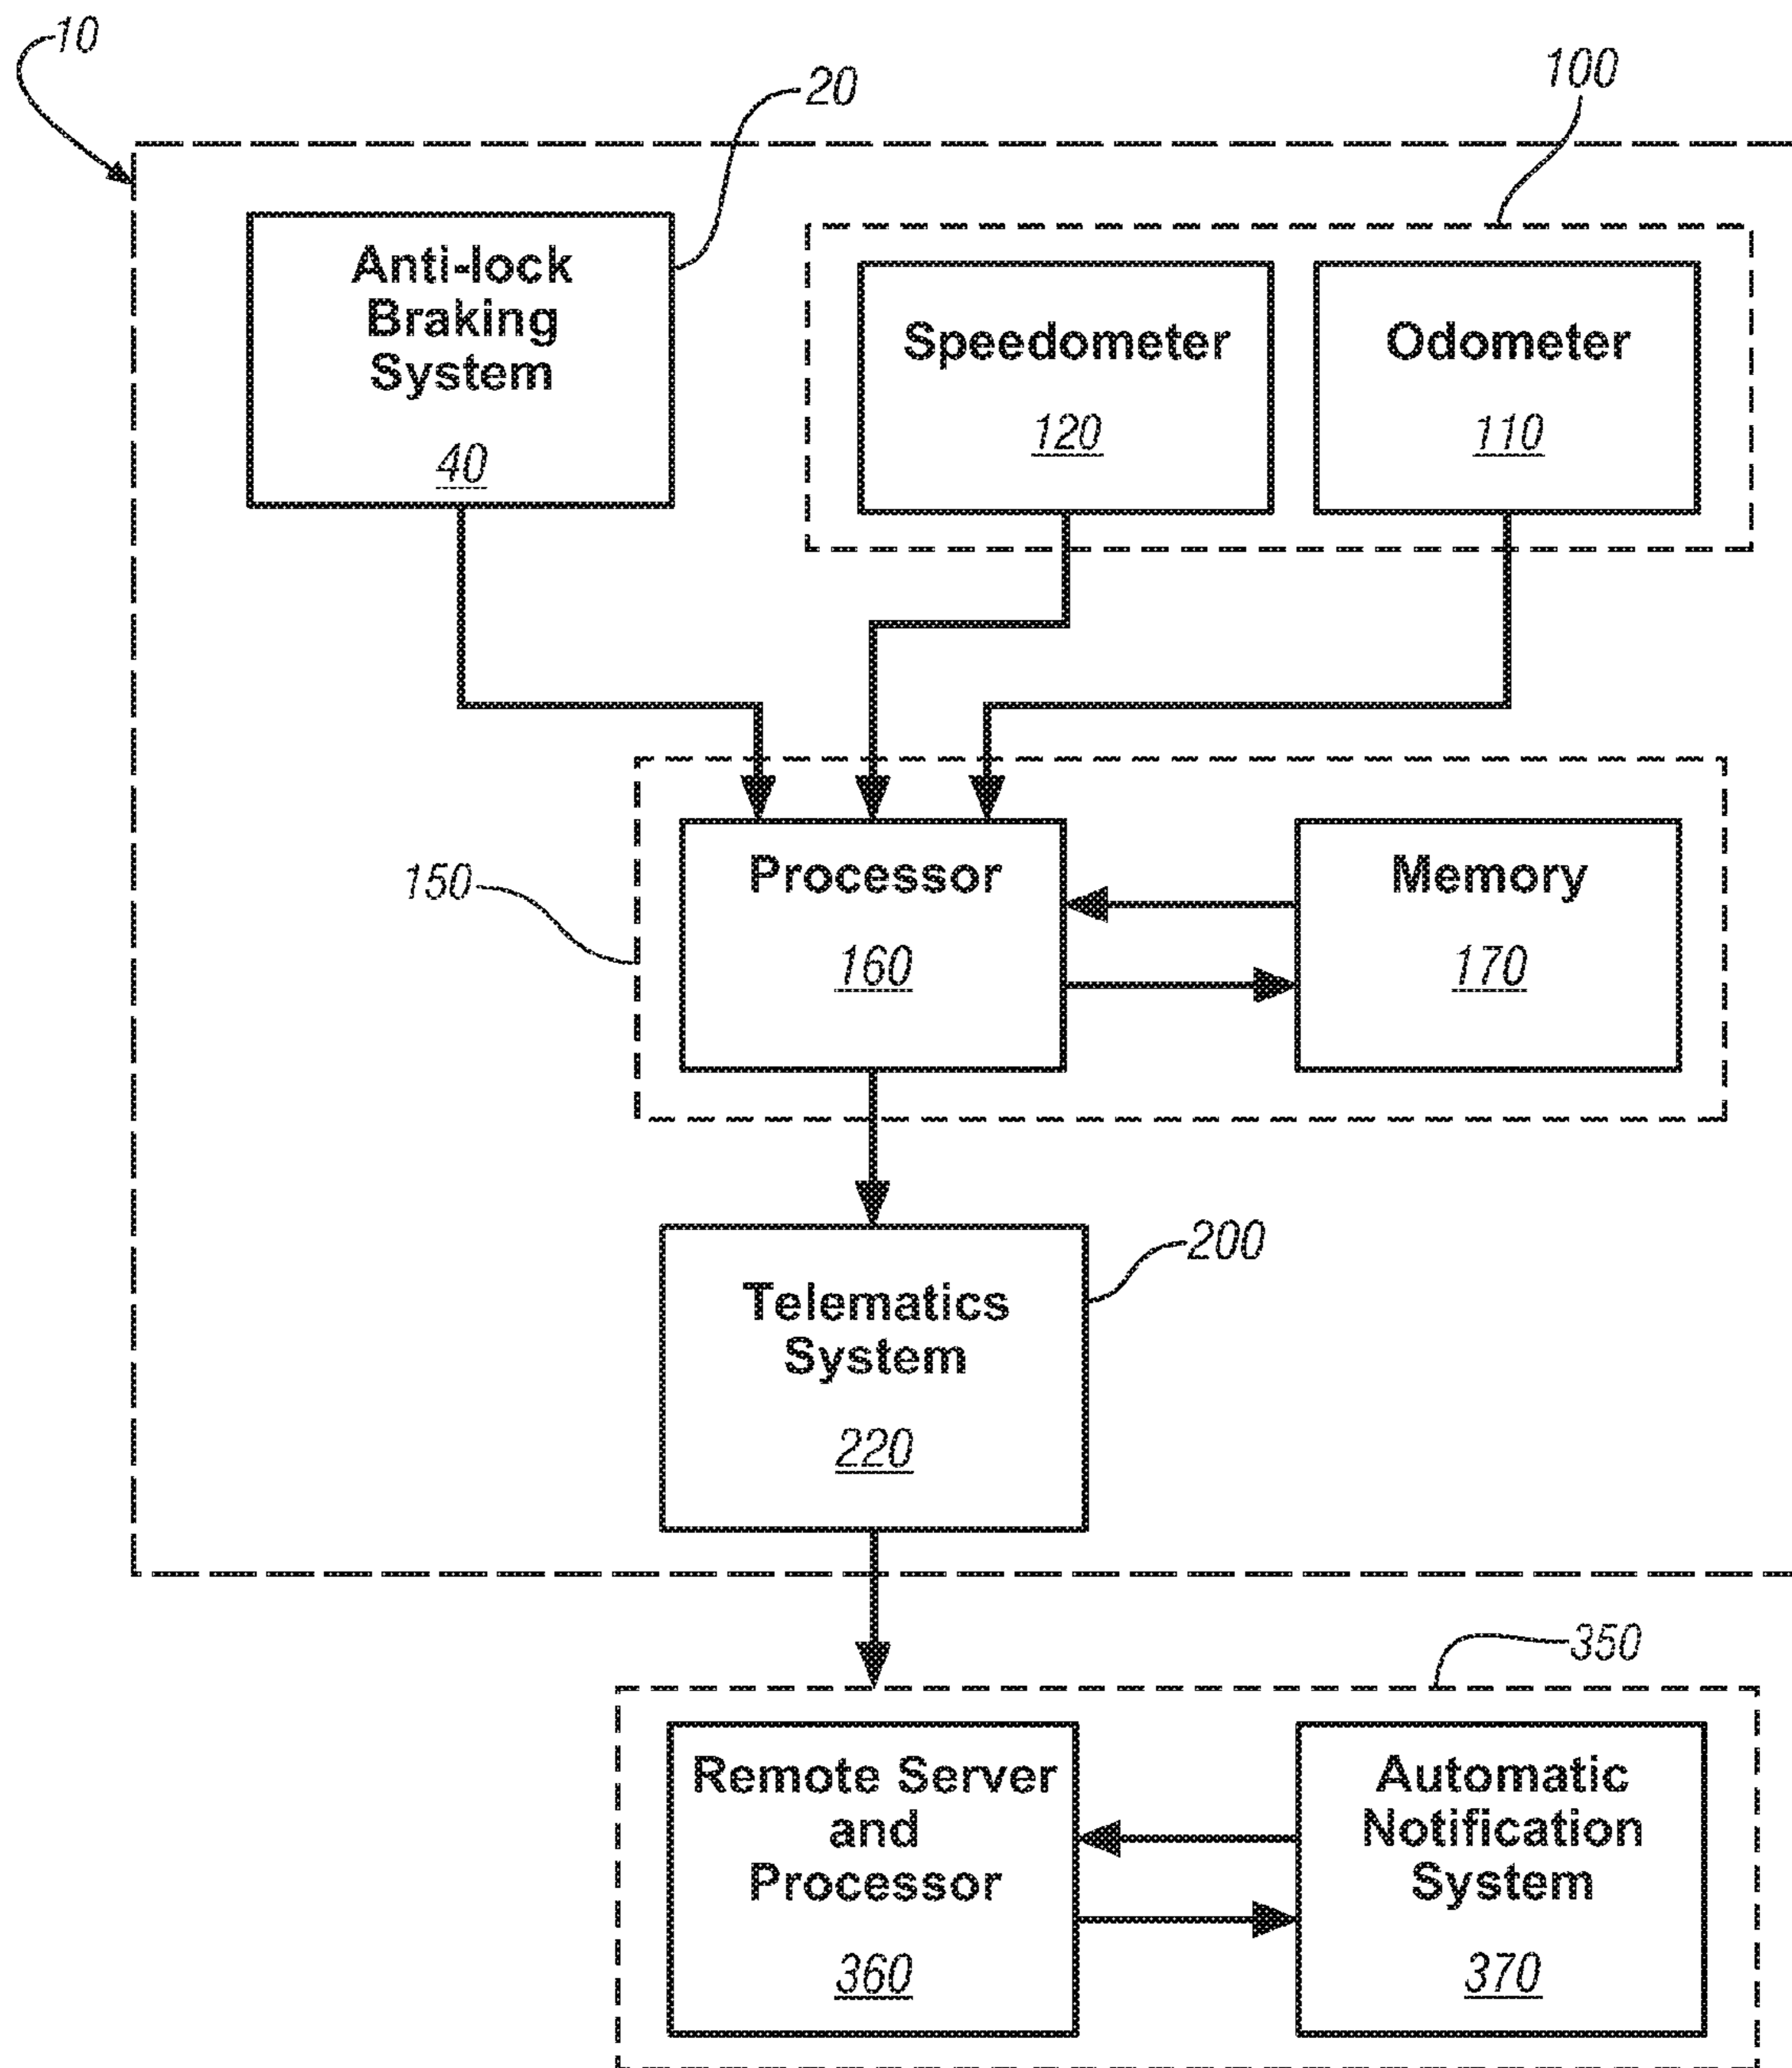 10
20
100
Anti-lock
Braking
System
40
Speedometer
120
Odometer
110
150
Processor
160
Memory
170
200
Telematics
System
220
350
Remote Server
and
Processor
360
Automatic
Notification
System
370